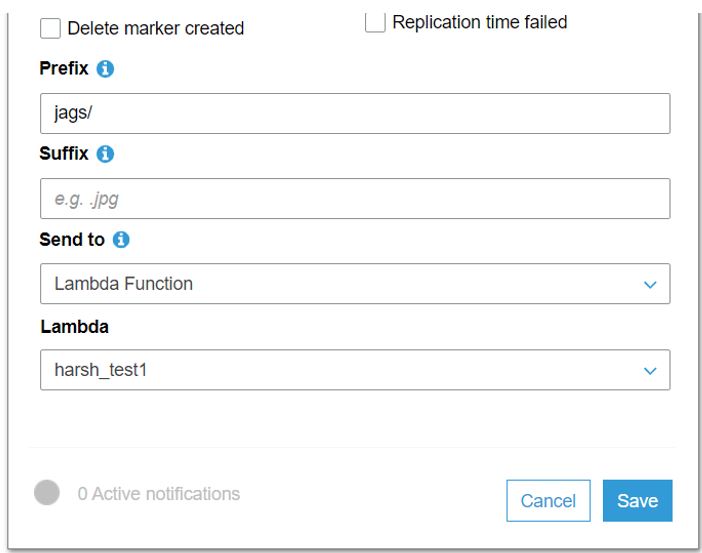 Delete marker created
Replication time failed
Prefix
jags/
Suffix
e.g. .jpg
Send to
Lambda Function
Lambda
harsh_test1
0 Active notifications
Cancel
Save